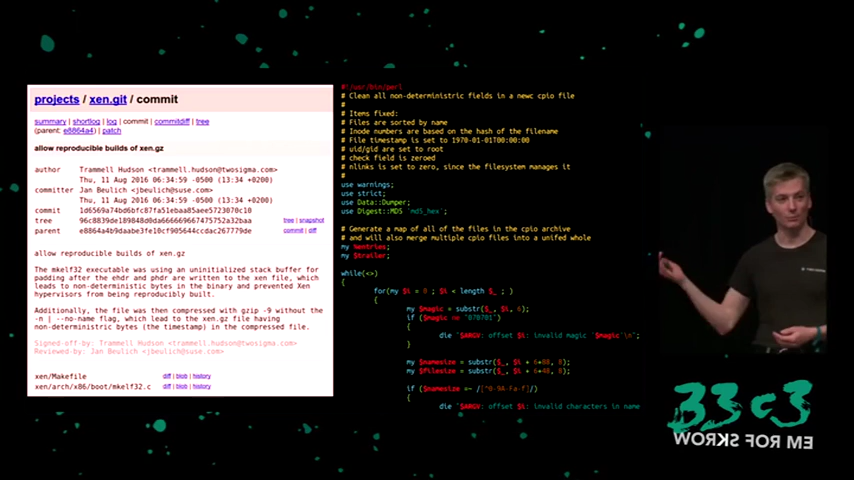 projects / xen.git / commit
summary | shortlog | log | commit | commitdiff | tree
(parent: e8864a4) | patch
allow reproducible builds of xen.gz
author Trammell Hudson <trammell.hudson@twosigma.com>
Thu, 11 Aug 2016 06:34:59 -0500 (13:34 +0200)
committer Jan Beulich <jbeulich@suse.com>
Thu, 11 Aug 2016 06:34:59 -0500 (13:34 +0200)
commit 1d6569a74bd6bfc87fa51ebaa85aee5723070c10
tree 96c8839de189848d0da666669667475752a32baa tree | snapshot
parent e8864a4b9daabe3fe10cf905644ccdac267779de commit | diff
allow reproducible builds of xen.gz
The mkelf32 executable was using an uninitialized stack buffer for
padding after the ehdr and phdr are written to the xen file, which
leads to non-deterministic bytes in the binary and prevented Xen
hypervisors from being reproducibly built.
Additionally, the file was then compressed with gzip -9 without the
-n | --no-name flag, which lead to the xen.gz file having
non-deterministic bytes (the timestamp) in the compressed file.
Signed-off-by: Trammell Hudson <trammell.hudson@twosigma.com>
Reviewed-by: Jan Beulich <jbeulich@suse.com>
xen/Makefile diff | blob | history
xen/arch/x86/boot/mkelf32.c diff | blob | history
#!/usr/bin/perl
# Clean all non-deterministric fields in a newc cpio file
#
# Items fixed:
# Files are sorted by name
# Inode numbers are based on the hash of the filename
# File timestamp is set to 1970-01-01T00:00:00
# uid/gid are set to root
# check field is zeroed
# nlinks is set to zero, since the filesystem manages it
#
use warnings;
use strict;
use Data::Dumper;
use Digest::MD5 'md5_hex';
# Generate a map of all of the files in the cpio archive
# and will also merge multiple cpio files into a unifed whole
my %entries;
my $trailer;
while(<>)
{
for(my $i = 0 ; $i < length $_ ; )
{
my $magic = substr($_, $i, 6);
if ($magic ne "070701")
{
die "$ARGV: offset $i: invalid magic '$magic'\n";
}
my $namesize = substr($_, $i + 6+88, 8);
my $filesize = substr($_, $i + 6+48, 8);
if ($namesize =~ /[^0-9A-Fa-f]/)
{
die "$ARGV: offset $i: invalid characters in name
33c3
WORKS FOR ME